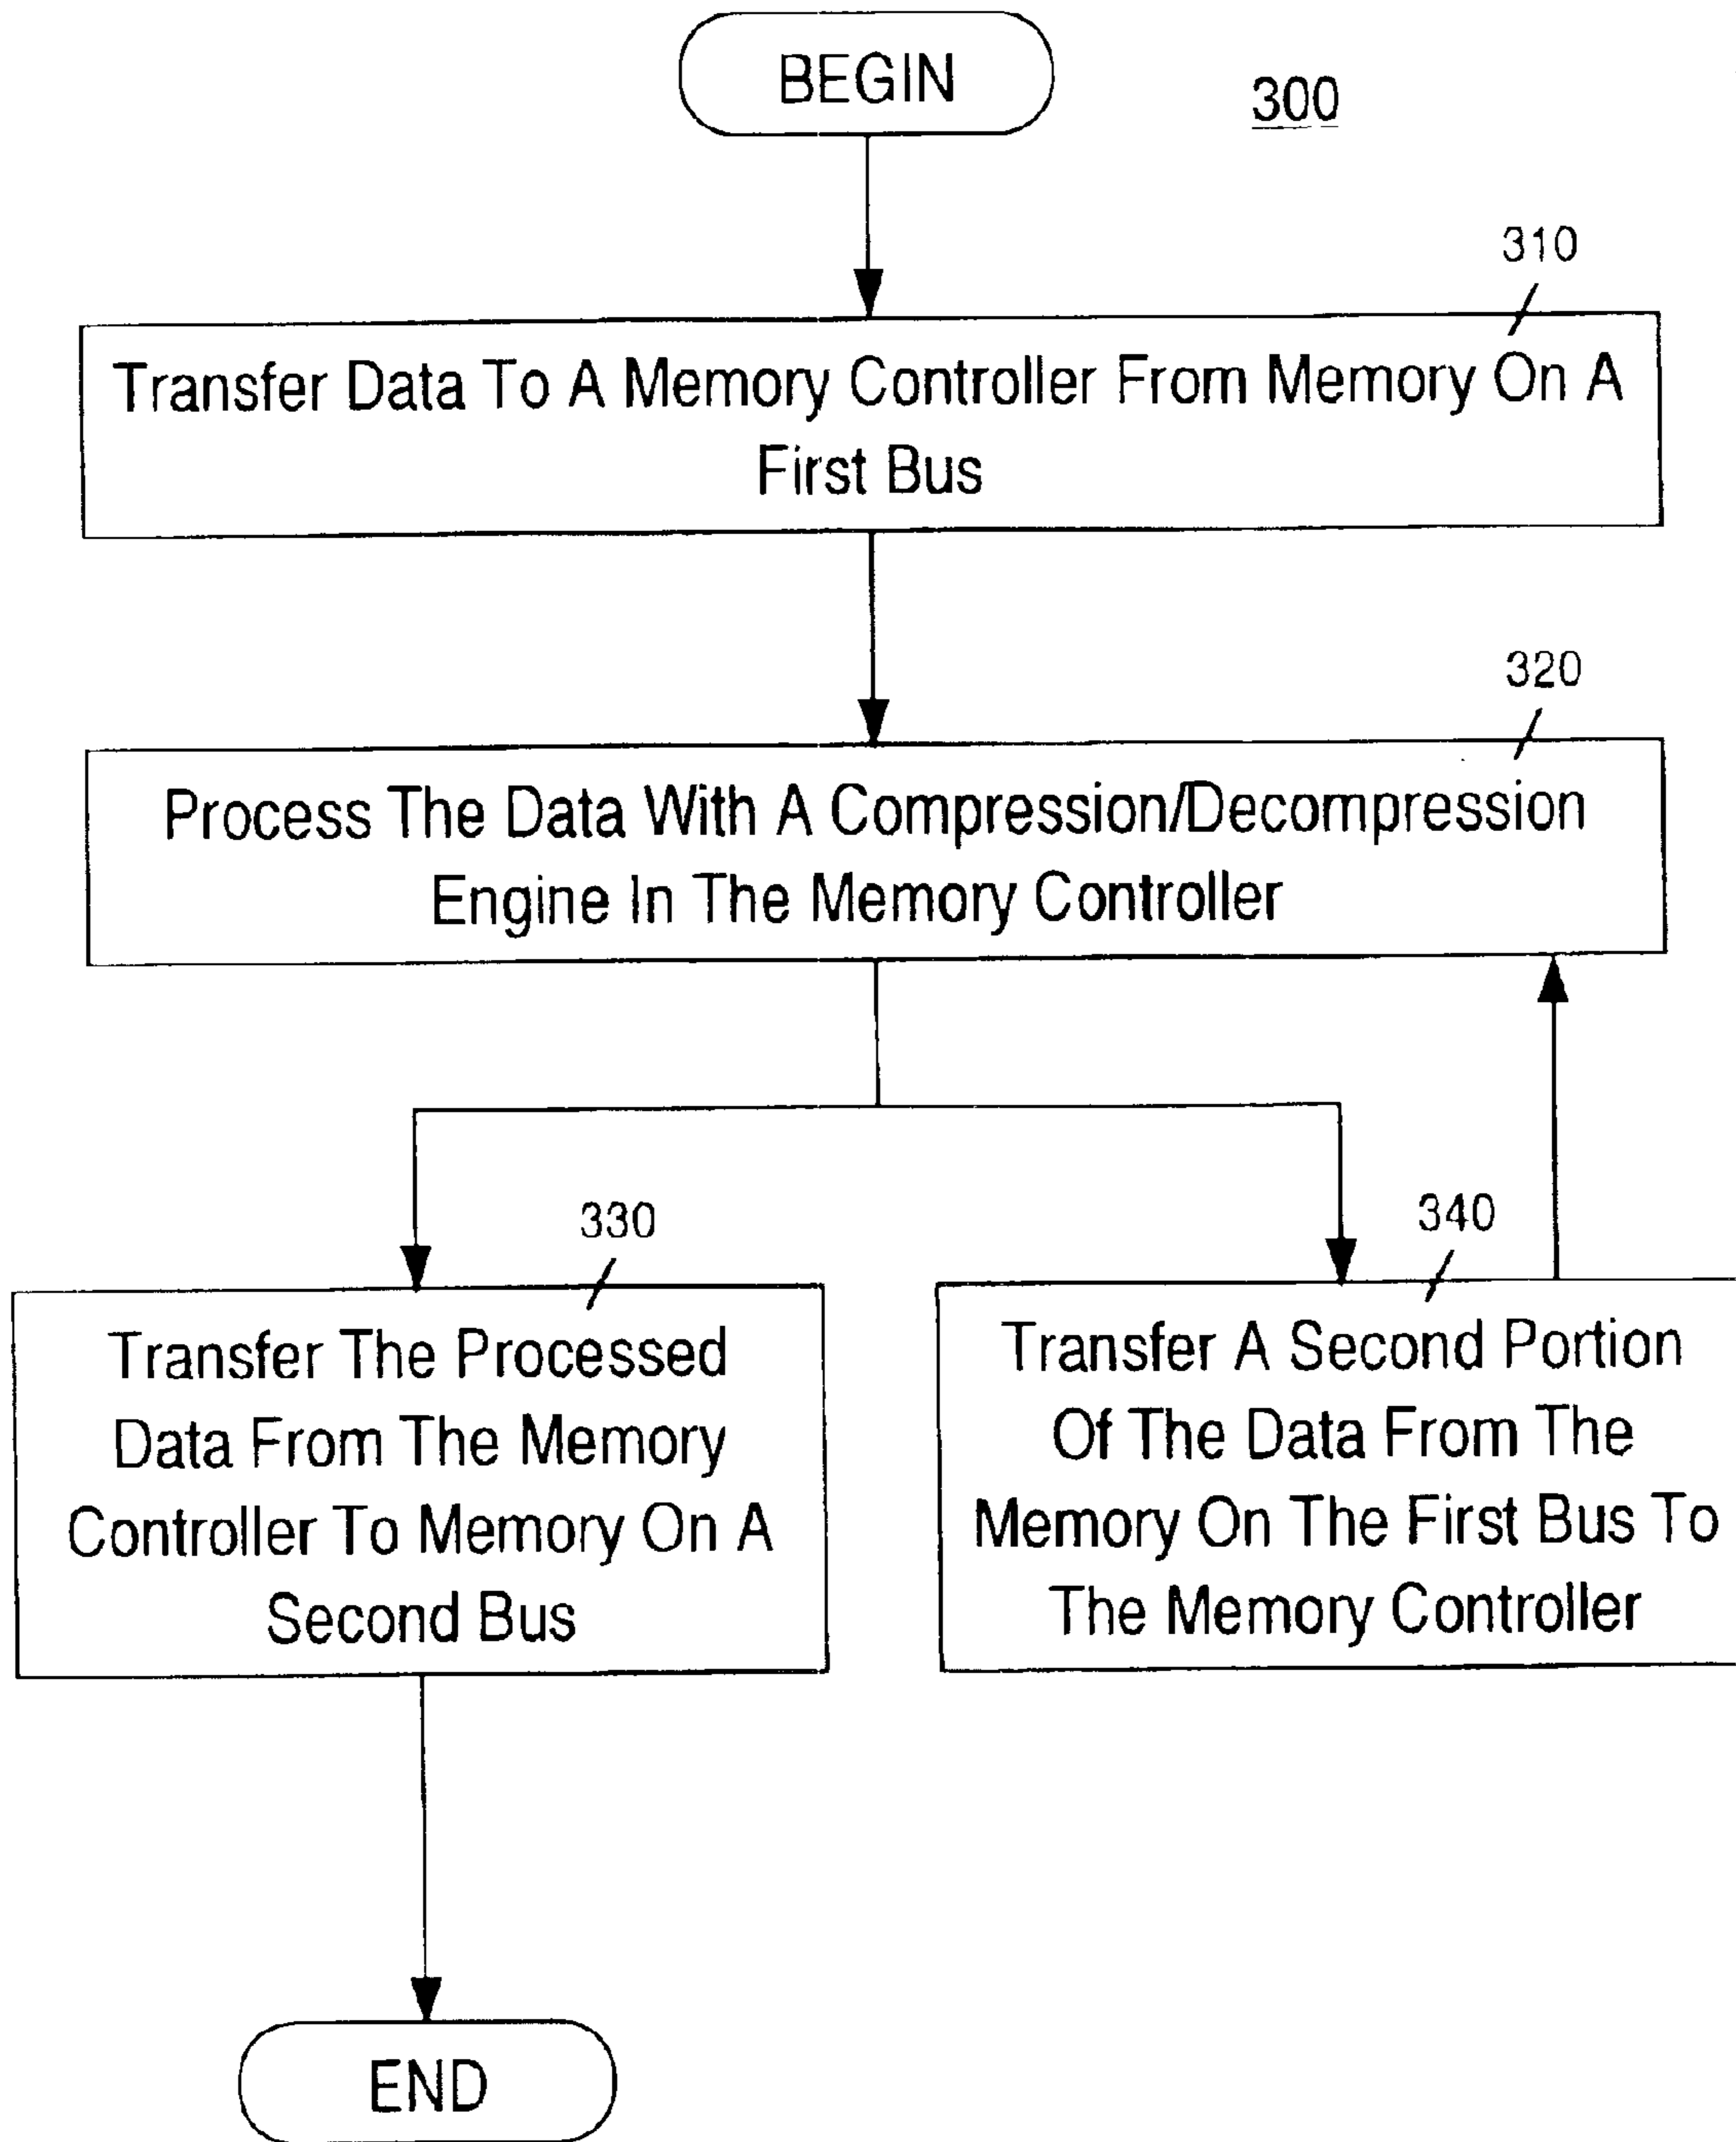 BEGIN
300
310
Transfer Data To A Memory Controller From Memory On A
First Bus
320
Process The Data With A Compression/Decompression
Engine In The Memory Controller
330
Transfer The Processed
Data From The Memory
Controller To Memory On A
Second Bus
340
Transfer A Second Portion
Of The Data From The
Memory On The First Bus To
The Memory Controller
END